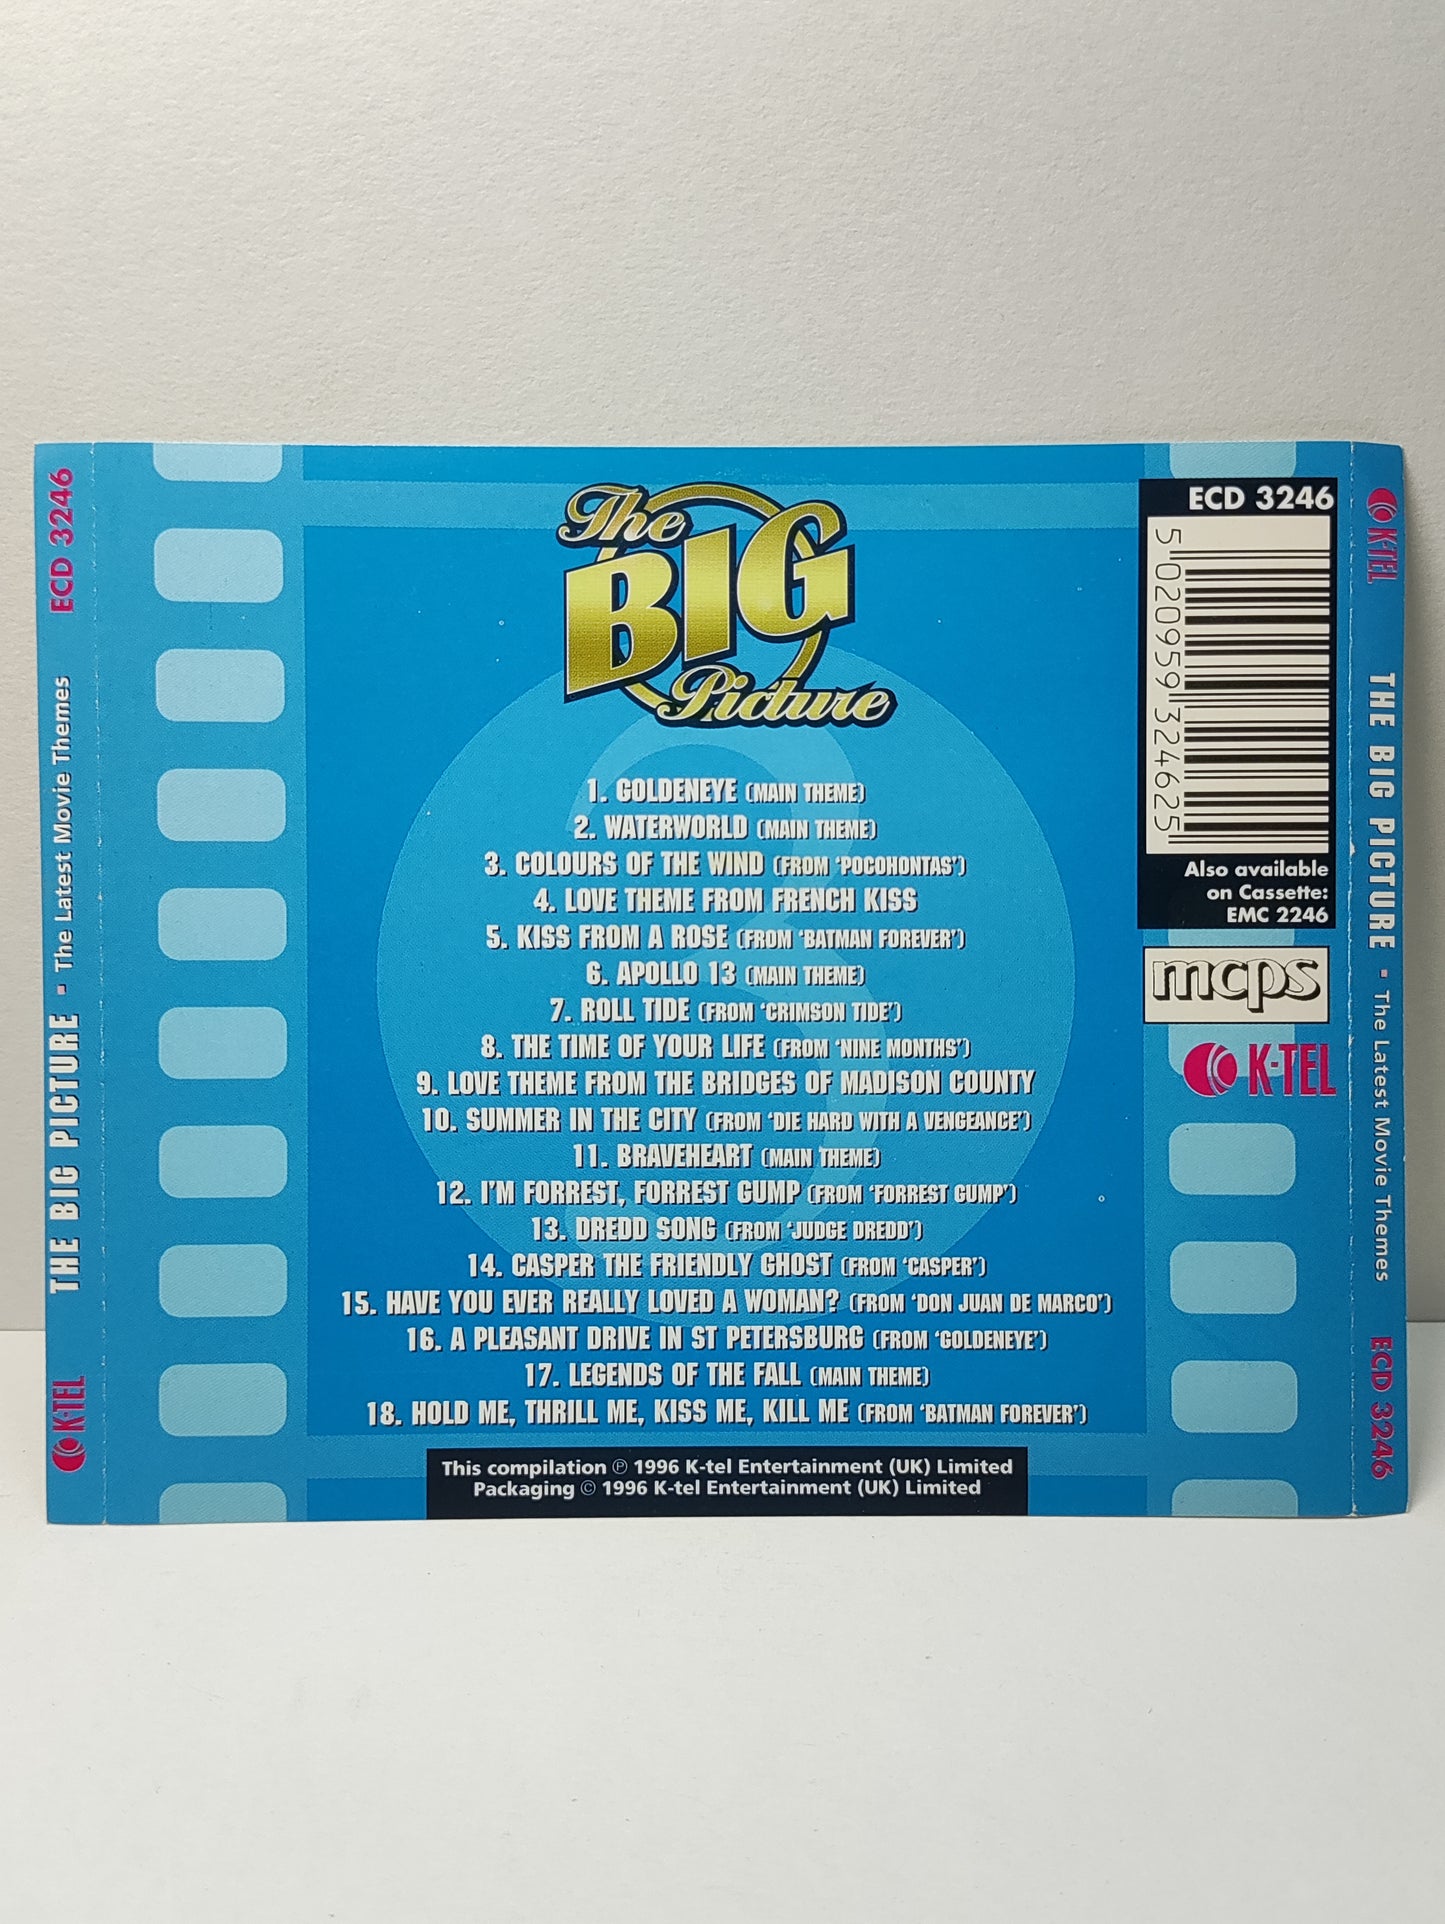 The BIG Picture
1. GOLDENEYE (MAIN THEME)
2. WATERWORLD (MAIN THEME)
3. COLOURS OF THE WIND (FROM 'POCOHONTAS')
4. LOVE THEME FROM FRENCH KISS
5. KISS FROM A ROSE (FROM 'BATMAN FOREVER')
6. APOLLO 13 (MAIN THEME)
7. ROLL TIDE (FROM 'CRIMSON TIDE')
8. THE TIME OF YOUR LIFE (FROM 'NINE MONTHS')
9. LOVE THEME FROM THE BRIDGES OF MADISON COUNTY
10. SUMMER IN THE CITY (FROM 'DIE HARD WITH A VENGEANCE')
11. BRAVEHEART (MAIN THEME)
12. I'M FORREST, FORREST GUMP (FROM 'FORREST GUMP')
13. DREDD SONG (FROM 'JUDGE DREDD')
14. CASPER THE FRIENDLY GHOST (FROM 'CASPER')
15. HAVE YOU EVER REALLY LOVED A WOMAN? (FROM 'DON JUAN DE MARCO')
16. A PLEASANT DRIVE IN ST PETERSBURG (FROM 'GOLDENEYE')
17. LEGENDS OF THE FALL (MAIN THEME)
18. HOLD ME, THRILL ME, KISS ME, KILL ME (FROM 'BATMAN FOREVER')
This compilation ℗ 1996 K-tel Entertainment (UK) Limited
Packaging © 1996 K-tel Entertainment (UK) Limited
ECD 3246
5 020959 324625
Also available
on Cassette:
EMC 2246
mcps
K-TEL
K-TEL THE BIG PICTURE ▪ The Latest Movie Themes ECD 3246
K-TEL THE BIG PICTURE ▪ The Latest Movie Themes ECD 3246
3